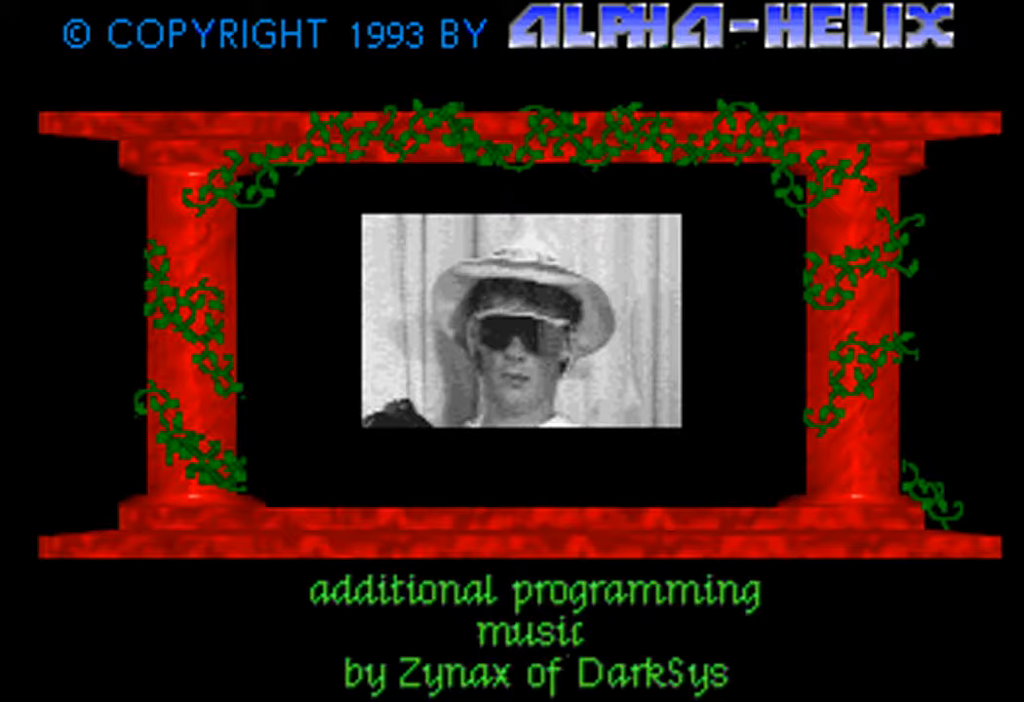 © COPYRIGHT 1993 BY ALPHA-HELIX
additional programming
music
by Zynax of DarkSys